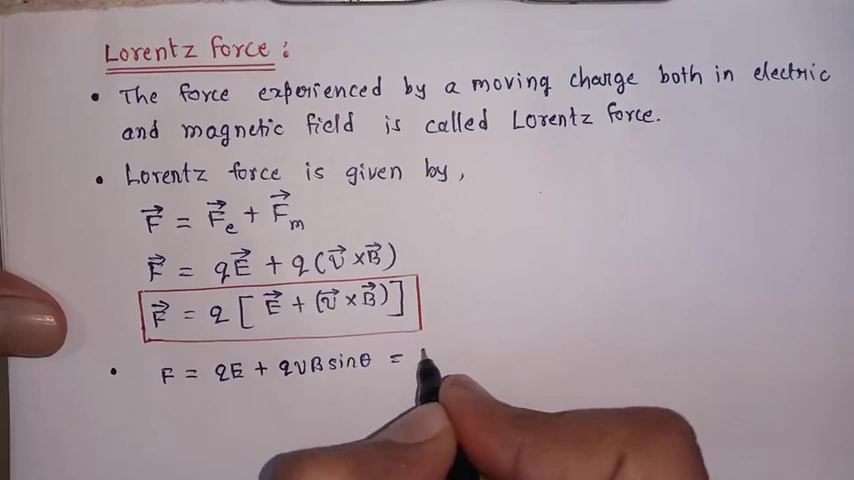 Lorentz force :
• The force experienced by a moving charge both in electric
and magnetic field is called Lorentz force.
• Lorentz force is given by,
F⃗ = F⃗e + F⃗m
F⃗ = qE⃗ + q(v⃗ × B⃗)
F⃗ = q[E⃗ + (v⃗ × B⃗)]
• F = qE + qvB sinθ =